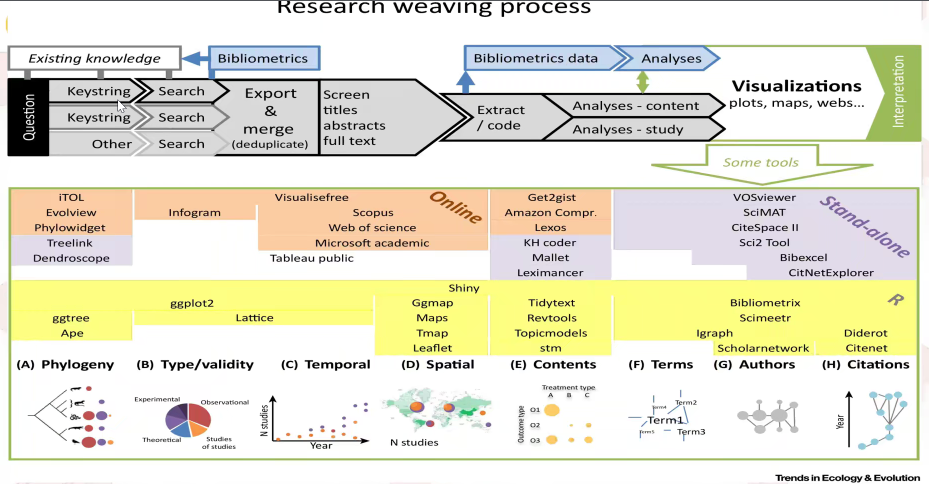 Research weaving process
Existing knowledge
Bibliometrics
Bibliometrics data
Analyses
Question
Keystring
Search
Keystring
Search
Other
Search
Export
&
merge
(deduplicate)
Screen
titles
abstracts
full text
Extract
/ code
Analyses - content
Analyses - study
Visualizations
plots, maps, webs...
Interpretation
Some tools
iTOL
Evolview
Phylowidget
Treelink
Dendroscope
Infogram
Visualisefree
Scopus
Web of science
Microsoft academic
Tableau public
Online
Get2gist
Amazon Compr.
Lexos
KH coder
Mallet
Leximancer
VOSviewer
SciMAT
CiteSpace II
Sci2 Tool
Bibexcel
CitNetExplorer
Stand-alone
Shiny
R
ggplot2
ggtree
Lattice
Ape
Ggmap
Maps
Tmap
Leaflet
Tidytext
Revtools
Topicmodels
stm
Bibliometrix
Scimeetr
Igraph
Diderot
Scholarnetwork
Citenet
(A) Phylogeny
(B) Type/validity
(C) Temporal
(D) Spatial
(E) Contents
(F) Terms
(G) Authors
(H) Citations
Experimental
Observational
Theoretical
Studies
of studies
N studies
Year
N studies
Treatment type
A B C
Outcome type
O1
O2
O3
Term4
Term2
Term1
Term5
Term3
Year
Trends in Ecology & Evolution